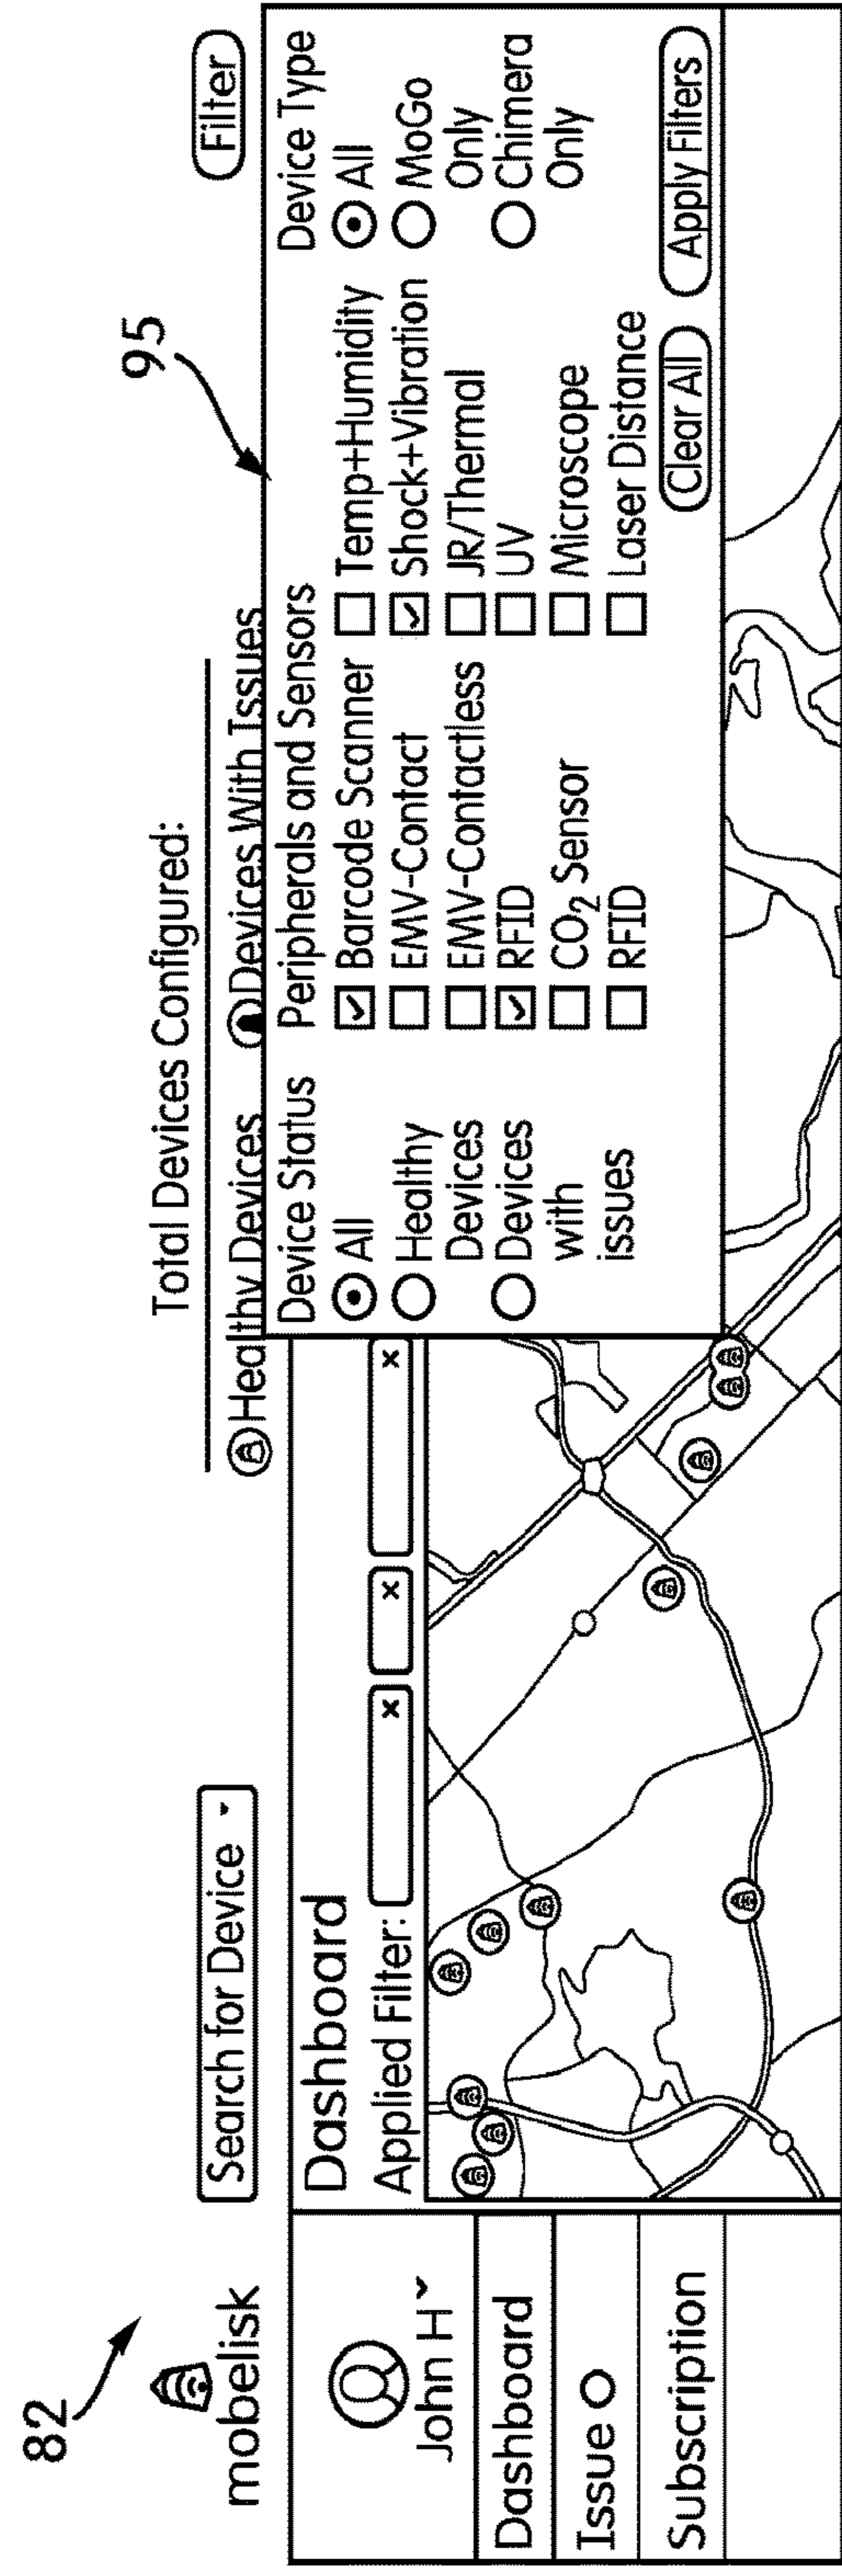 82
mobelisk
Search for Device
Total Devices Configured:
Filter
95
Healthy Devices
Devices With Issues
John H
Dashboard
Issue
Subscription
Dashboard
Applied Filter:
x
x
x
Device Status
All
Healthy
Devices
Devices
with
issues
Peripherals and Sensors
Barcode Scanner
EMV-Contact
EMV-Contactless
RFID
CO₂ Sensor
RFID
Temp+Humidity
Shock+Vibration
JR/Thermal
UV
Microscope
Laser Distance
Device Type
All
MoGo
Only
Chimera
Only
Clear All
Apply Filters